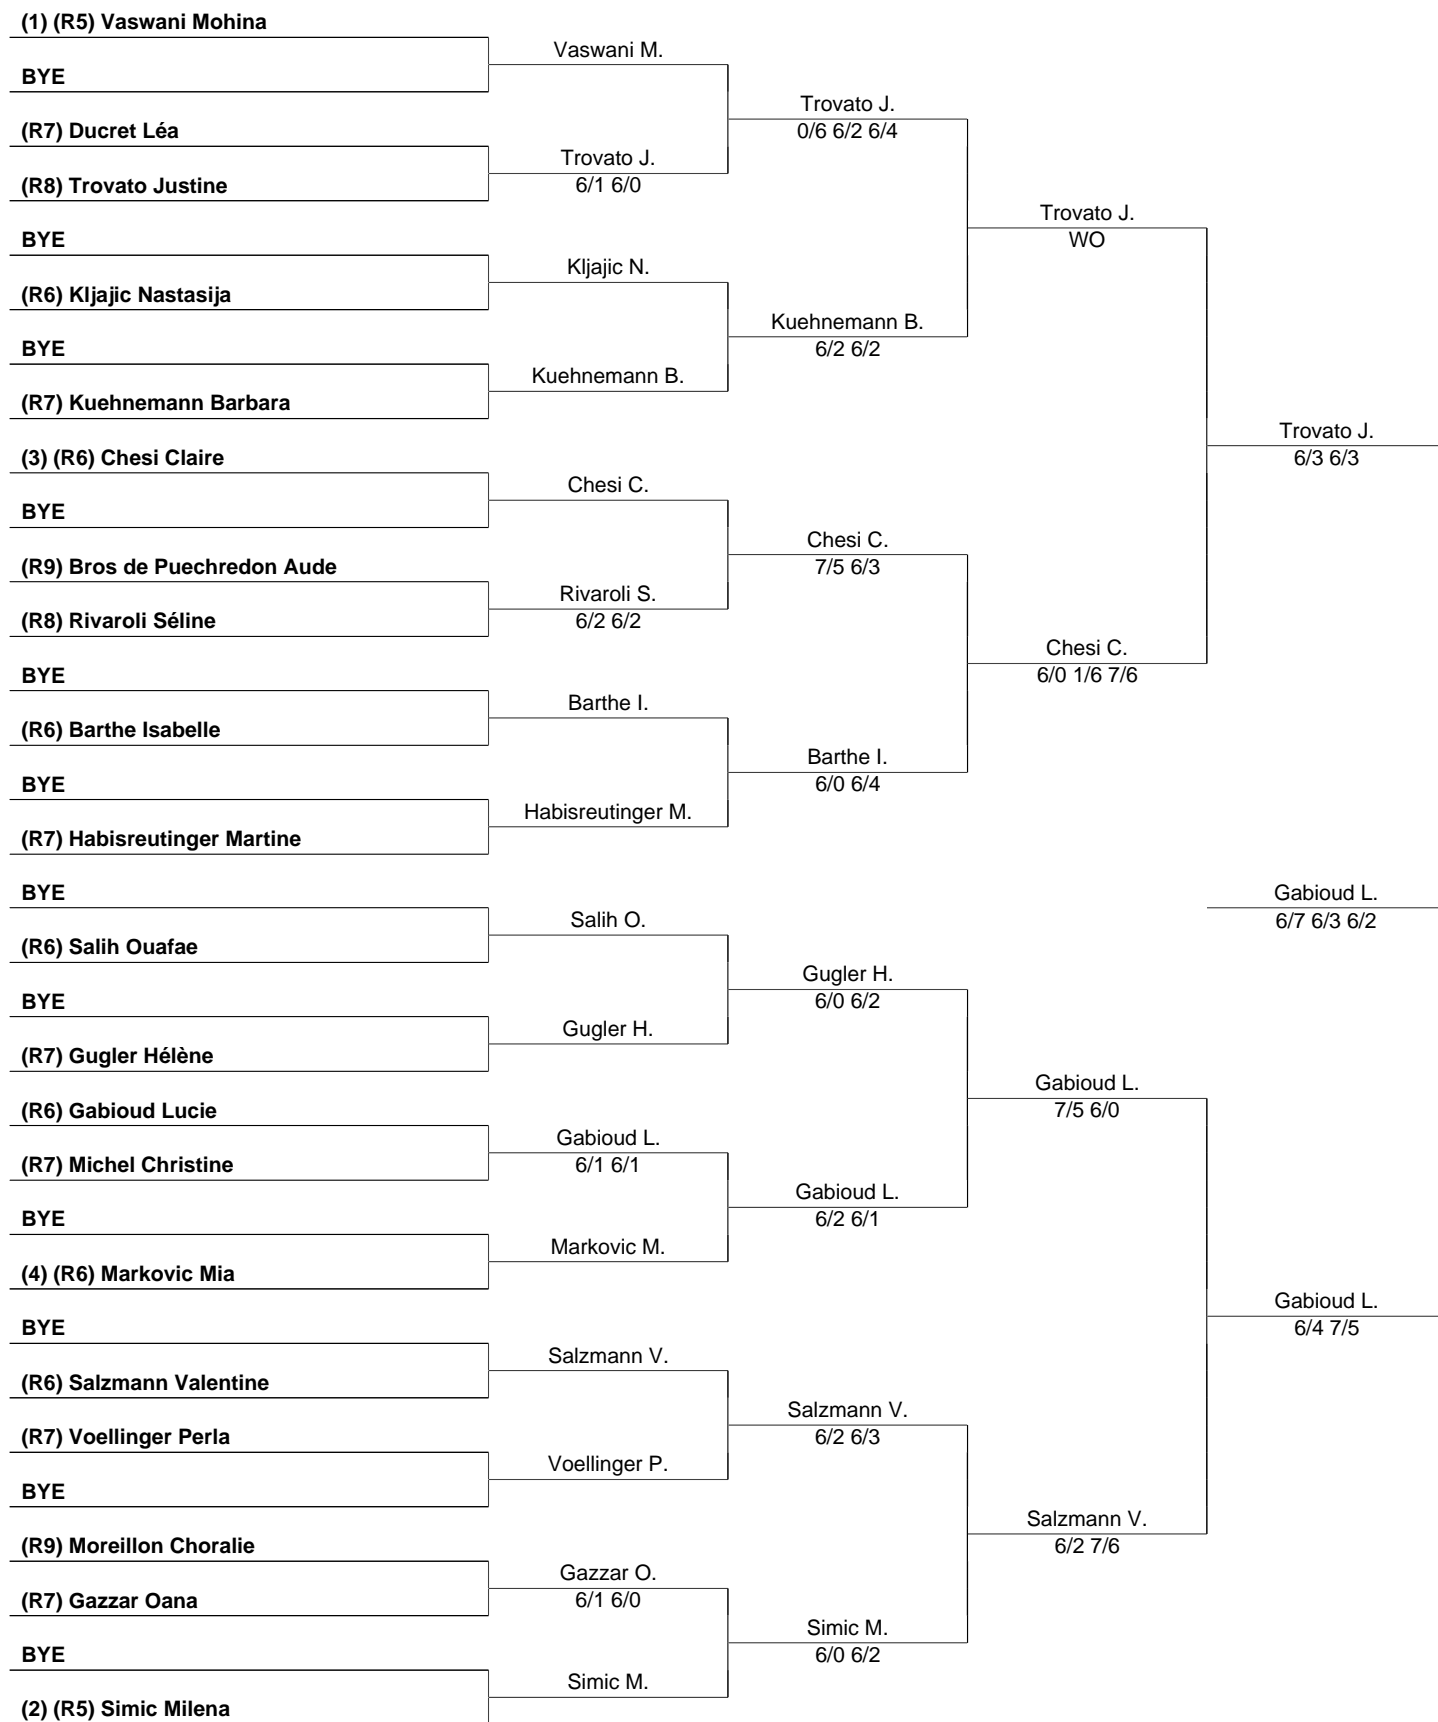 (1) (R5) Vaswani Mohina
BYE
(R7) Ducret Léa
(R8) Trovato Justine
BYE
(R6) Kljajic Nastasija
BYE
(R7) Kuehnemann Barbara
(3) (R6) Chesi Claire
BYE
(R9) Bros de Puechredon Aude
(R8) Rivaroli Séline
BYE
(R6) Barthe Isabelle
BYE
(R7) Habisreutinger Martine
BYE
(R6) Salih Ouafae
BYE
(R7) Gugler Hélène
(R6) Gabioud Lucie
(R7) Michel Christine
BYE
(4) (R6) Markovic Mia
BYE
(R6) Salzmann Valentine
(R7) Voellinger Perla
BYE
(R9) Moreillon Choralie
(R7) Gazzar Oana
BYE
(2) (R5) Simic Milena
Vaswani M.
Trovato J.
6/1 6/0
Kljajic N.
Kuehnemann B.
Chesi C.
Rivaroli S.
6/2 6/2
Barthe I.
Habisreutinger M.
Salih O.
Gugler H.
Gabioud L.
6/1 6/1
Markovic M.
Salzmann V.
Voellinger P.
Gazzar O.
6/1 6/0
Simic M.
Trovato J.
0/6 6/2 6/4
Kuehnemann B.
6/2 6/2
Chesi C.
7/5 6/3
Barthe I.
6/0 6/4
Gugler H.
6/0 6/2
Gabioud L.
6/2 6/1
Salzmann V.
6/2 6/3
Simic M.
6/0 6/2
Trovato J.
WO
Chesi C.
6/0 1/6 7/6
Gabioud L.
7/5 6/0
Salzmann V.
6/2 7/6
Trovato J.
6/3 6/3
Gabioud L.
6/7 6/3 6/2
Gabioud L.
6/4 7/5